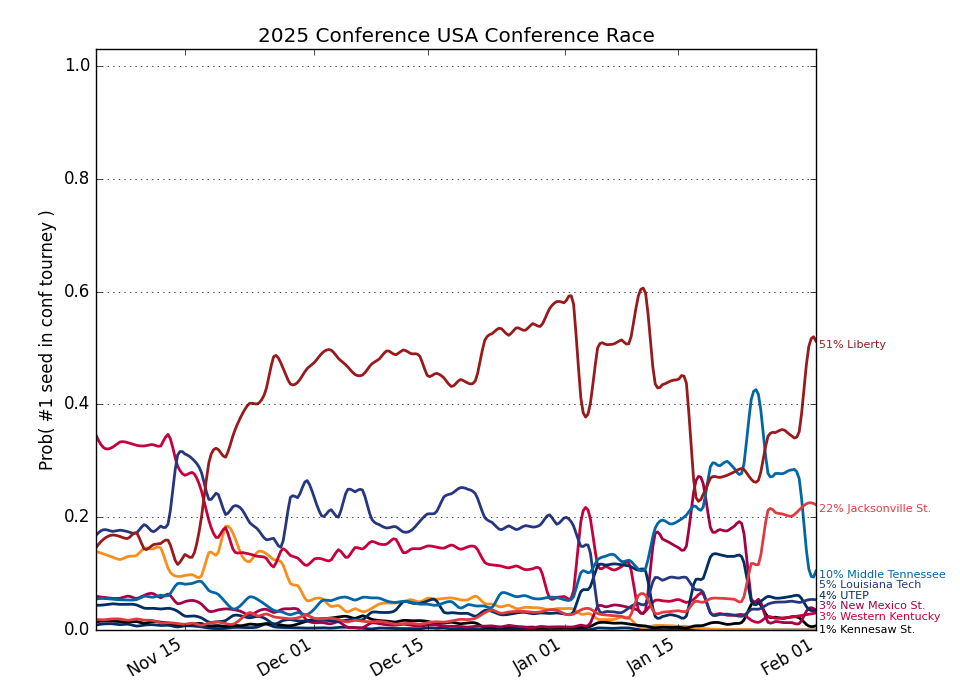 2025 Conference USA Conference Race
Prob( #1 seed in conf tourney )
1.0
0.8
0.6
0.4
0.2
0.0
Nov 15
Dec 01
Dec 15
Jan 01
Jan 15
Feb 01
51% Liberty
22% Jacksonville St.
10% Middle Tennessee
5% Louisiana Tech
4% UTEP
3% New Mexico St.
3% Western Kentucky
1% Kennesaw St.